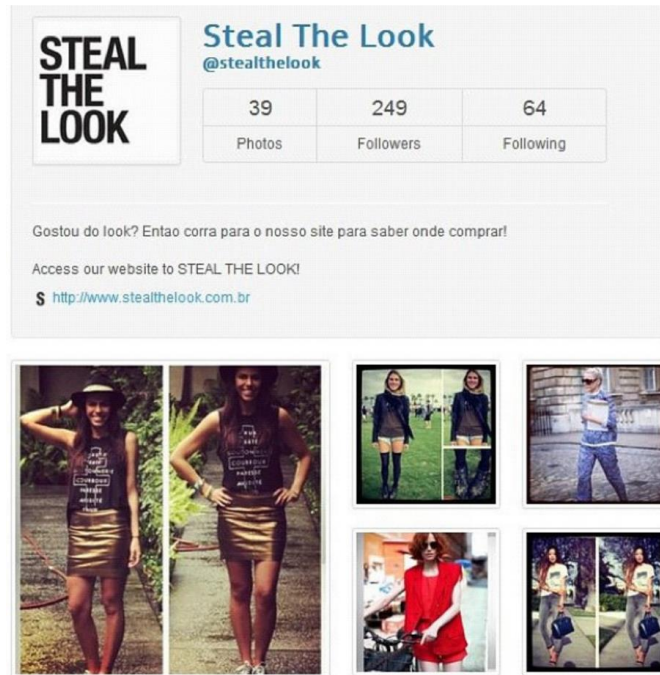 STEAL
THE
LOOK
Steal The Look
@stealthelook
39 249 64
Photos Followers Following
Gostou do look? Entao corra para o nosso site para saber onde comprar!
Access our website to STEAL THE LOOK!
S http://www.stealthelook.com.br
COURROUX